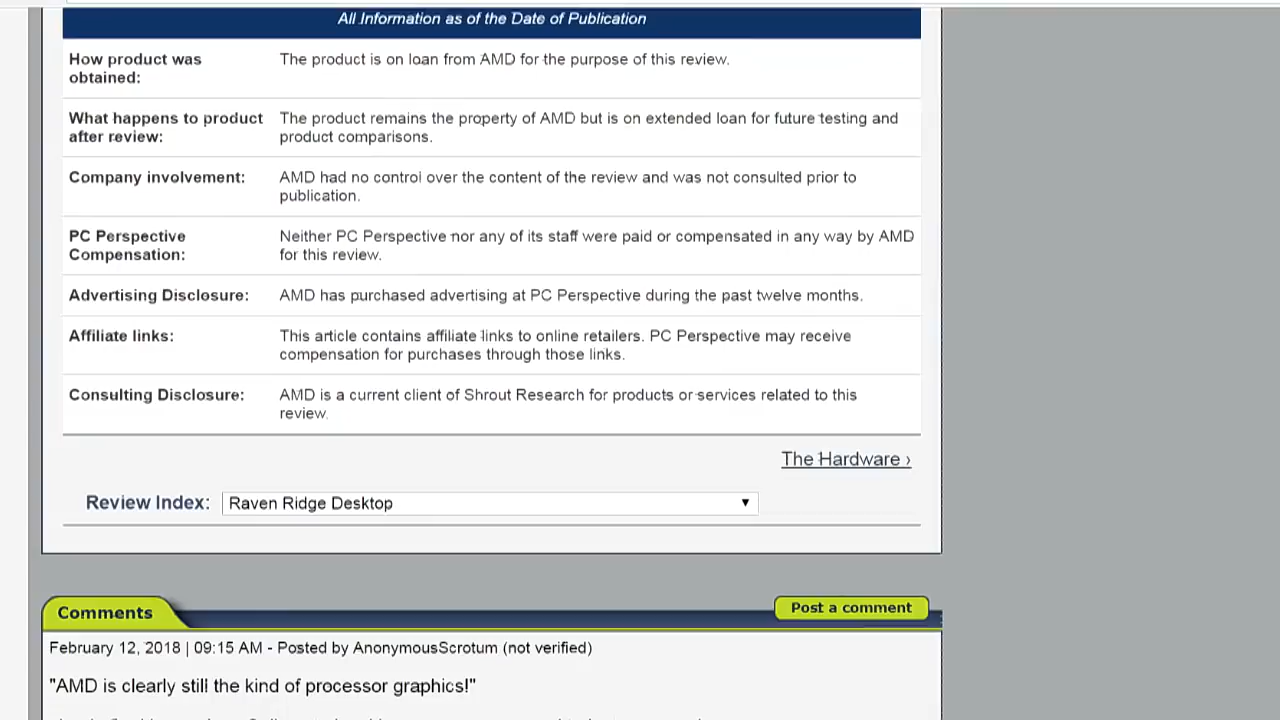 All Information as of the Date of Publication
How product was
obtained:
The product is on loan from AMD for the purpose of this review.
What happens to product
after review:
The product remains the property of AMD but is on extended loan for future testing and
product comparisons.
Company involvement:
AMD had no control over the content of the review and was not consulted prior to
publication.
PC Perspective
Compensation:
Neither PC Perspective nor any of its staff were paid or compensated in any way by AMD
for this review.
Advertising Disclosure:
AMD has purchased advertising at PC Perspective during the past twelve months.
Affiliate links:
This article contains affiliate links to online retailers. PC Perspective may receive
compensation for purchases through those links.
Consulting Disclosure:
AMD is a current client of Shrout Research for products or services related to this
review.
The Hardware ›
Review Index:
Raven Ridge Desktop
Comments
Post a comment
February 12, 2018 | 09:15 AM - Posted by AnonymousScrotum (not verified)
"AMD is clearly still the kind of processor graphics!"